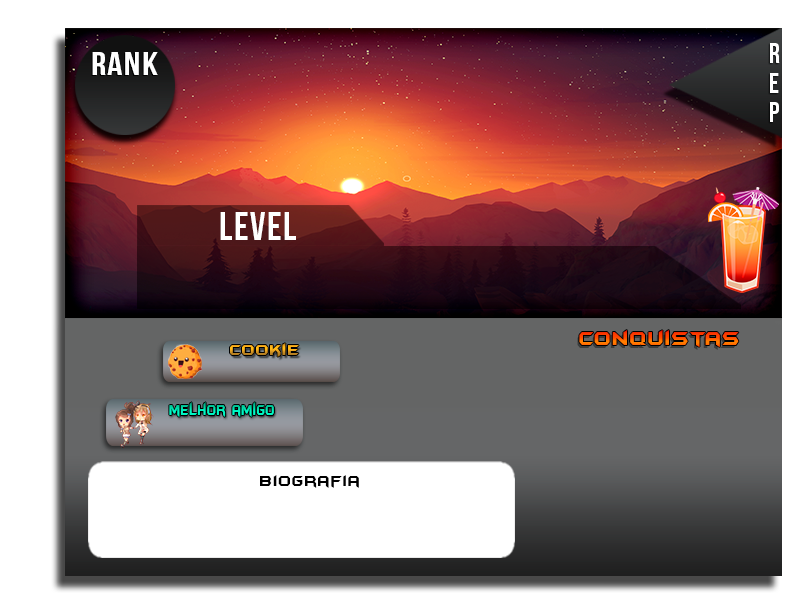 RANK
R
E
P
LEVEL
CONQUISTAS
COOKIE
MELHOR AMIGO
BIOGRAFIA